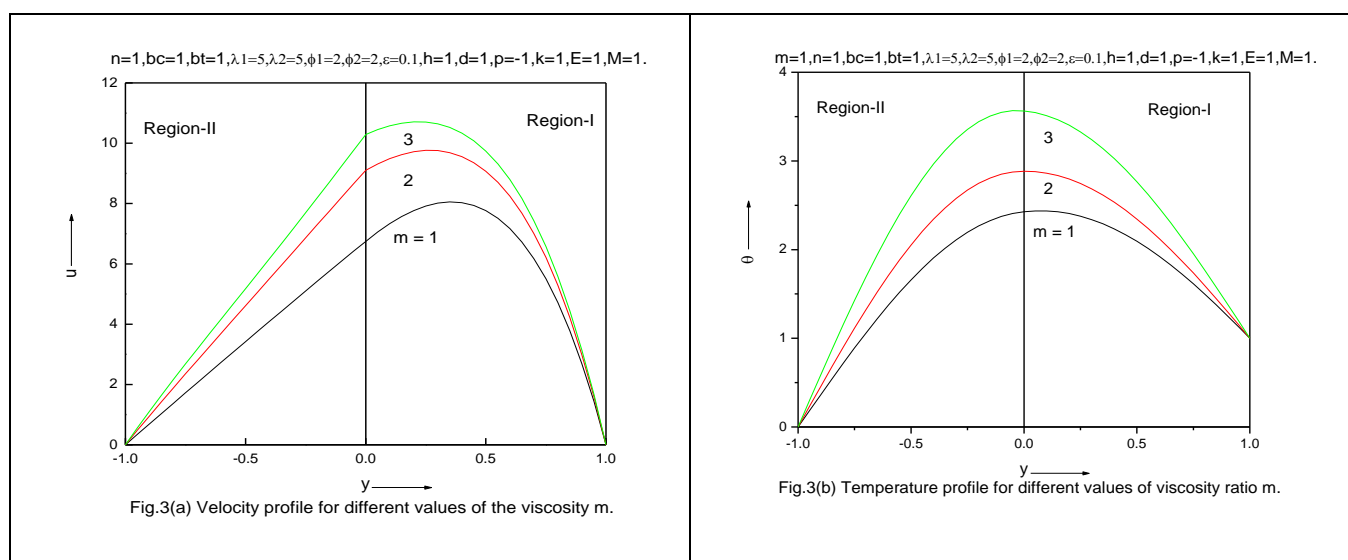 n=1,bc=1,bt=1,λ1=5,λ2=5,ϕ1=2,ϕ2=2,ε=0.1,h=1,d=1,p=-1,k=1,E=1,M=1.
12
10
8
6
4
2
0
Region-II
Region-I
3
2
m = 1
u
-1.0
-0.5
0.0
0.5
1.0
y
Fig.3(a) Velocity profile for different values of the viscosity m.
m=1,n=1,bc=1,bt=1,λ1=5,λ2=5,ϕ1=2,ϕ2=2,ε=0.1,h=1,d=1,p=-1,k=1,E=1,M=1.
4
3
2
1
0
Region-II
Region-I
3
2
m = 1
θ
-1.0
-0.5
0.0
0.5
1.0
y
Fig.3(b) Temperature profile for different values of viscosity ratio m.